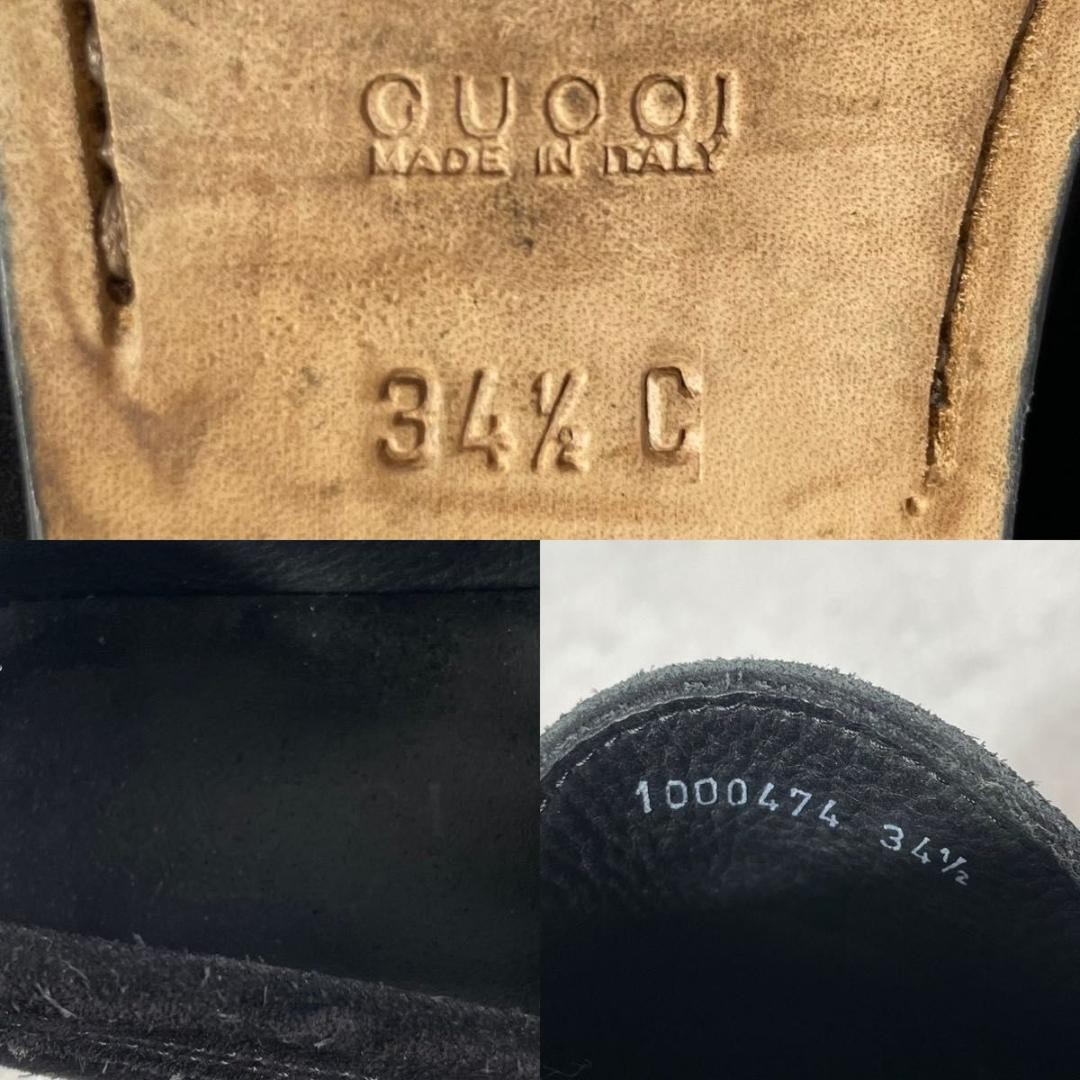 GUCCI
MADE IN ITALY
34½ C
1000474 34½